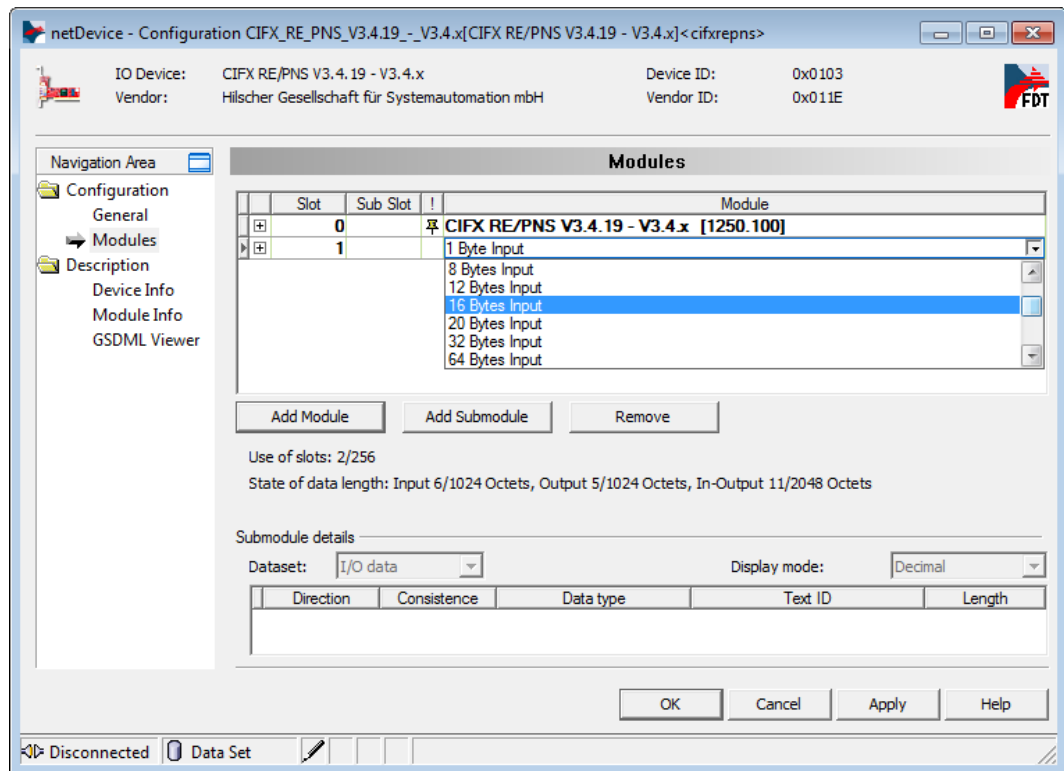 netDevice - Configuration CIFX_RE_PNS_V3.4.19_-_V3.4.x[CIFX RE/PNS V3.4.19 - V3.4.x]<cifxrepns>
IO Device: CIFX RE/PNS V3.4.19 - V3.4.x Device ID: 0x0103
Vendor: Hilscher Gesellschaft für Systemautomation mbH Vendor ID: 0x011E
FDT
Navigation Area
Configuration
General
Modules
Description
Device Info
Module Info
GSDML Viewer
Modules
Slot Sub Slot ! Module
0 CIFX RE/PNS V3.4.19 - V3.4.x [1250.100]
1 1 Byte Input
8 Bytes Input
12 Bytes Input
16 Bytes Input
20 Bytes Input
32 Bytes Input
64 Bytes Input
Add Module Add Submodule Remove
Use of slots: 2/256
State of data length: Input 6/1024 Octets, Output 5/1024 Octets, In-Output 11/2048 Octets
Submodule details
Dataset: I/O data Display mode: Decimal
Direction Consistence Data type Text ID Length
OK Cancel Apply Help
Disconnected Data Set